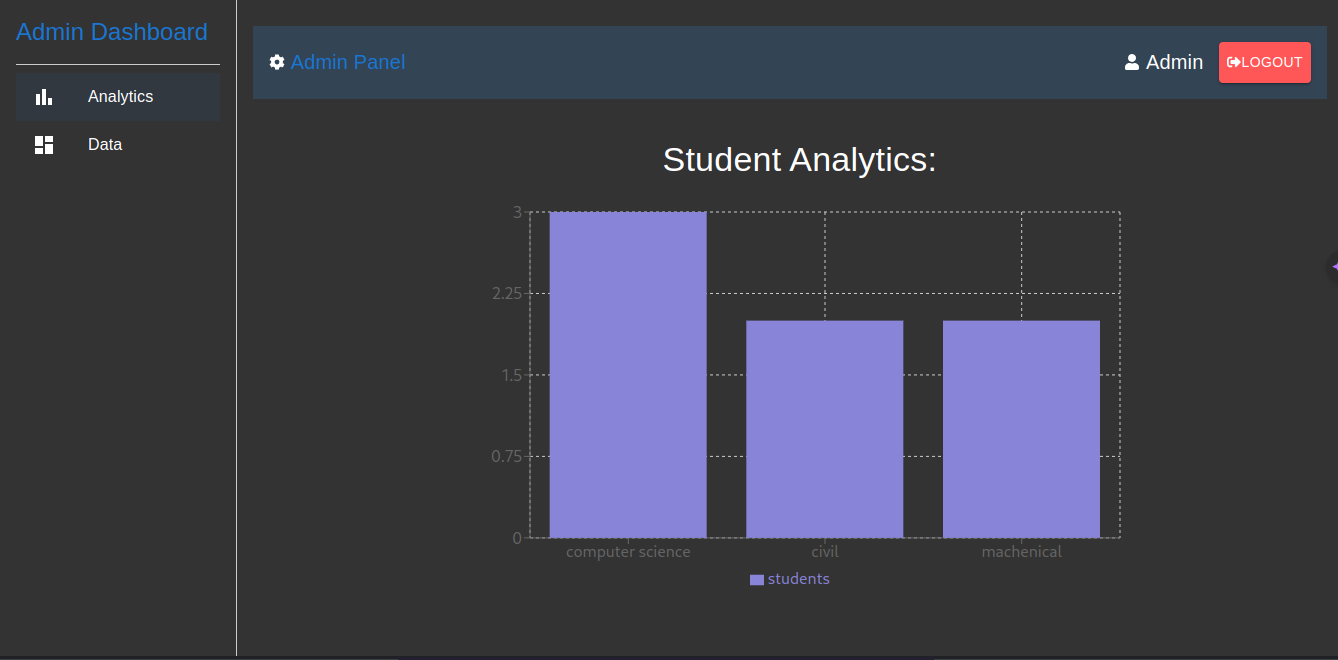 Admin Dashboard
Analytics
Data
Admin Panel
Admin
LOGOUT
Student Analytics:
3
2.25
1.5
0.75
0
computer science civil machenical
students